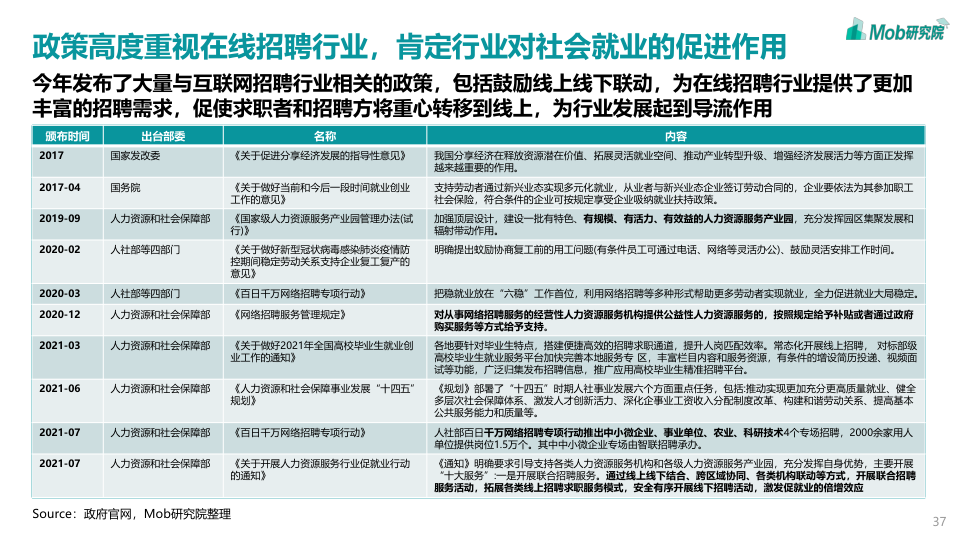 Mob研究院
政策高度重视在线招聘行业，肯定行业对社会就业的促进作用
今年发布了大量与互联网招聘行业相关的政策，包括鼓励线上线下联动，为在线招聘行业提供了更加
丰富的招聘需求，促使求职者和招聘方将重心转移到线上，为行业发展起到导流作用
颁布时间 出台部委 名称 内容
2017 国家发改委 《关于促进分享经济发展的指导性意见》 我国分享经济在释放资源潜在价值、拓展灵活就业空间、推动产业转型升级、增强经济发展活力等方面正发挥
越来越重要的作用。
2017-04 国务院 《关于做好当前和今后一段时间就业创业 支持劳动者通过新兴业态实现多元化就业，从业者与新兴业态企业签订劳动合同的，企业要依法为其参加职工
工作的意见》 社会保险，符合条件的企业可按规定享受企业吸纳就业扶持政策。
2019-09 人力资源和社会保障部 《国家级人力资源服务产业园管理办法(试 加强顶层设计，建设一批有特色、有规模、有活力、有效益的人力资源服务产业园，充分发挥园区集聚发展和
行)》 辐射带动作用。
2020-02 人社部等四部门 《关于做好新型冠状病毒感染肺炎疫情防 明确提出蚊励协商复工前的用工问题(有条件员工可通过电话、网络等灵活办公)、鼓励灵活安排工作时间。
控期间稳定劳动关系支持企业复工复产的
意见》
2020-03 人社部等四部门 《百日千万网络招聘专项行动》 把稳就业放在“六稳”工作首位，利用网络招聘等多种形式帮助更多劳动者实现就业，全力促进就业大局稳定。
2020-12 人力资源和社会保障部 《网络招聘服务管理规定》 对从事网络招聘服务的经营性人力资源服务机构提供公益性人力资源服务的，按照规定给予补贴或者通过政府
购买服务等方式给予支持。
2021-03 人力资源和社会保障部 《关于做好2021年全国高校毕业生就业创 各地要针对毕业生特点，搭建便捷高效的招聘求职通道，提升人岗匹配效率。常态化开展线上招聘， 对标部级
业工作的通知》 高校毕业生就业服务平台加快完善本地服务专 区，丰富栏目内容和服务资源，有条件的增设简历投递、视频面
试等功能，广泛归集发布招聘信息，推广应用高校毕业生精准招聘平台。
2021-06 人力资源和社会保障部 《人力资源和社会保障事业发展“十四五” 《规划》部署了“十四五”时期人社事业发展六个方面重点任务，包括:推动实现更加充分更高质量就业、健全
规划》 多层次社会保障体系、激发人才创新活力、深化企事业工资收入分配制度改革、构建和谐劳动关系、提高基本
公共服务能力和质量等。
2021-07 人力资源和社会保障部 《百日千万网络招聘专项行动》 人社部百日千万网络招聘专项行动推出中小微企业、事业单位、农业、科研技术4个专场招聘，2000余家用人
单位提供岗位1.5万个。其中中小微企业专场由智联招聘承办。
2021-07 人力资源和社会保障部 《关于开展人力资源服务行业促就业行动 《通知》明确要求引导支持各类人力资源服务机构和各级人力资源服务产业园，充分发挥自身优势，主要开展
的通知》 “十大服务”:一是开展联合招聘服务。通过线上线下结合、跨区域协同、各类机构联动等方式，开展联合招聘
服务活动，拓展各类线上招聘求职服务模式，安全有序开展线下招聘活动，激发促就业的倍增效应
Source：政府官网，Mob研究院整理
37